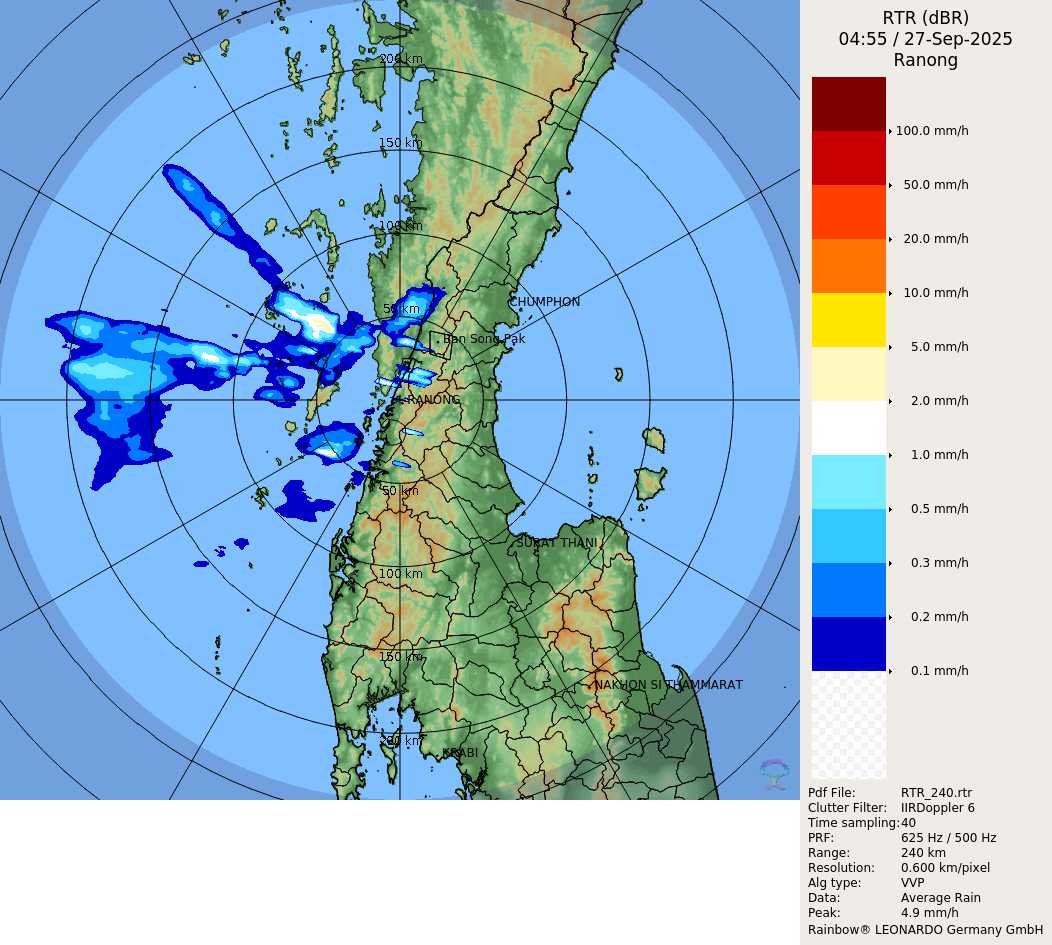 RTR (dBR)
04:55 / 27-Sep-2025
Ranong
200 km
150 km
100 km
50 km
CHUMPHON
Ban Song Pak
RANONG
50 km
SURAT THANI
100 km
150 km
NAKHON SI THAMMARAT
200 km
KRABI
100.0 mm/h
50.0 mm/h
20.0 mm/h
10.0 mm/h
5.0 mm/h
2.0 mm/h
1.0 mm/h
0.5 mm/h
0.3 mm/h
0.2 mm/h
0.1 mm/h
Pdf File: RTR_240.rtr
Clutter Filter: IIRDoppler 6
Time sampling: 40
PRF: 625 Hz / 500 Hz
Range: 240 km
Resolution: 0.600 km/pixel
Alg type: VVP
Data: Average Rain
Peak: 4.9 mm/h
Rainbow® LEONARDO Germany GmbH